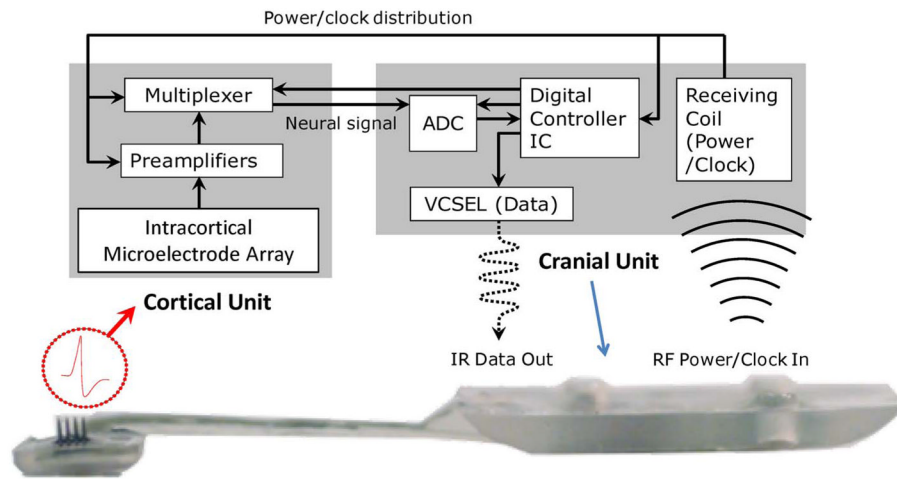 Power/clock distribution
Multiplexer
Neural signal
ADC
Digital
Controller
IC
Receiving
Coil
(Power
/Clock)
Preamplifiers
VCSEL (Data)
Intracortical
Microelectrode Array
Cortical Unit
Cranial Unit
IR Data Out
RF Power/Clock In